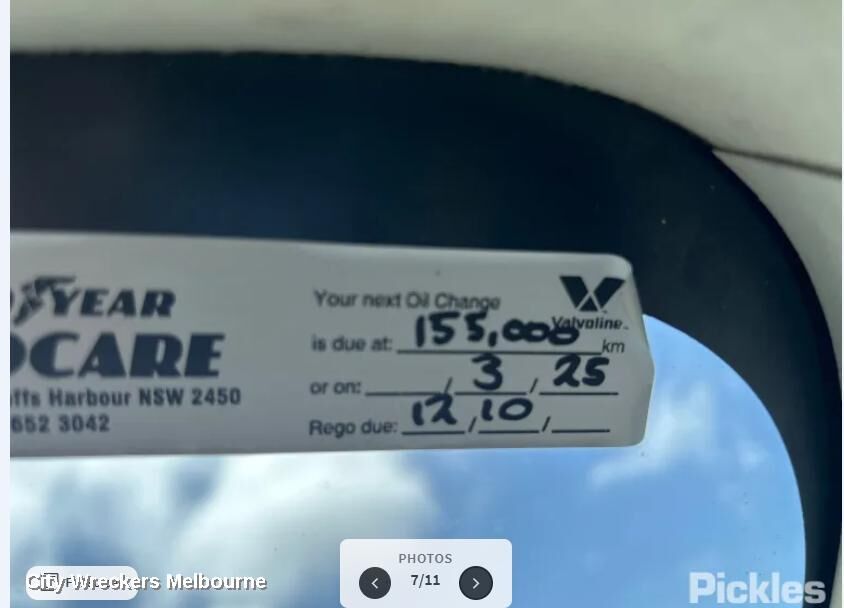 YEAR
CARE
ffs Harbour NSW 2450
652 3042
Your next Oil Change
is due at: 155,000 km
or on: / 3 / 25
Rego due: 12 / 10 /
Valvoline
PHOTOS
7/11
City Wreckers Melbourne
Pickles